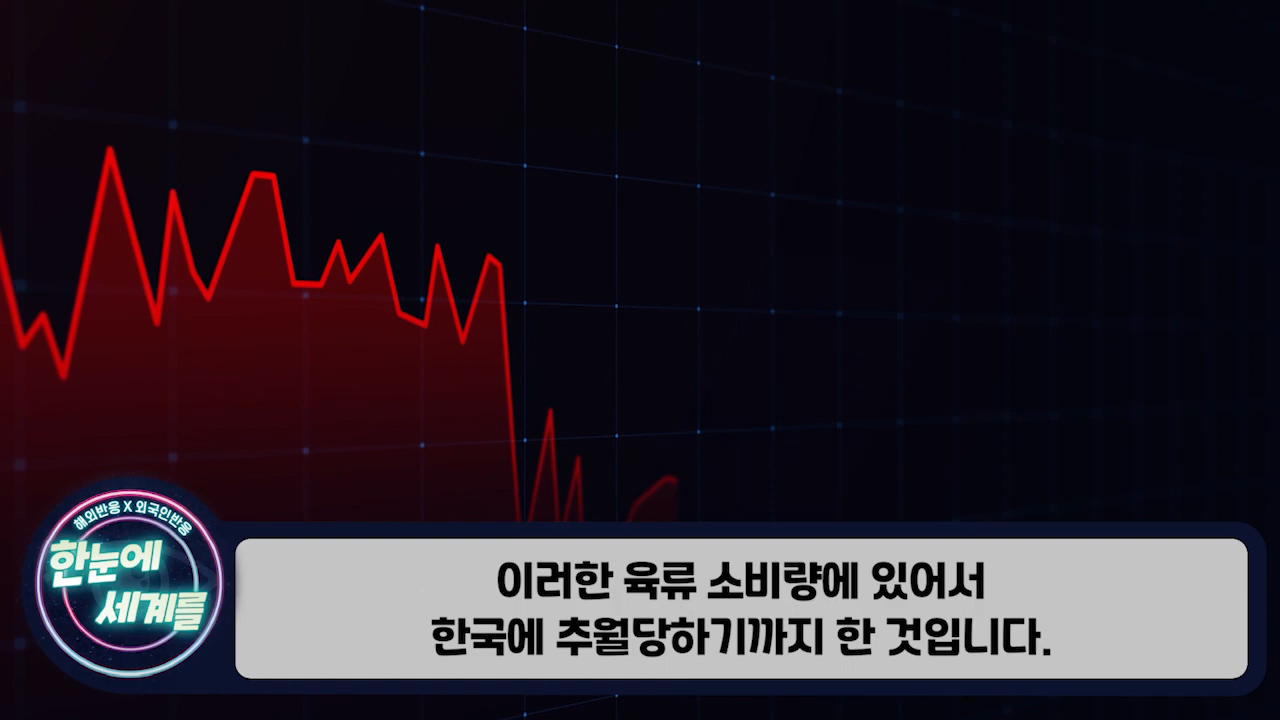 해외반응 X 외국인반응
한눈에
세계를
이러한 육류 소비량에 있어서
한국에 추월당하기까지 한 것입니다.